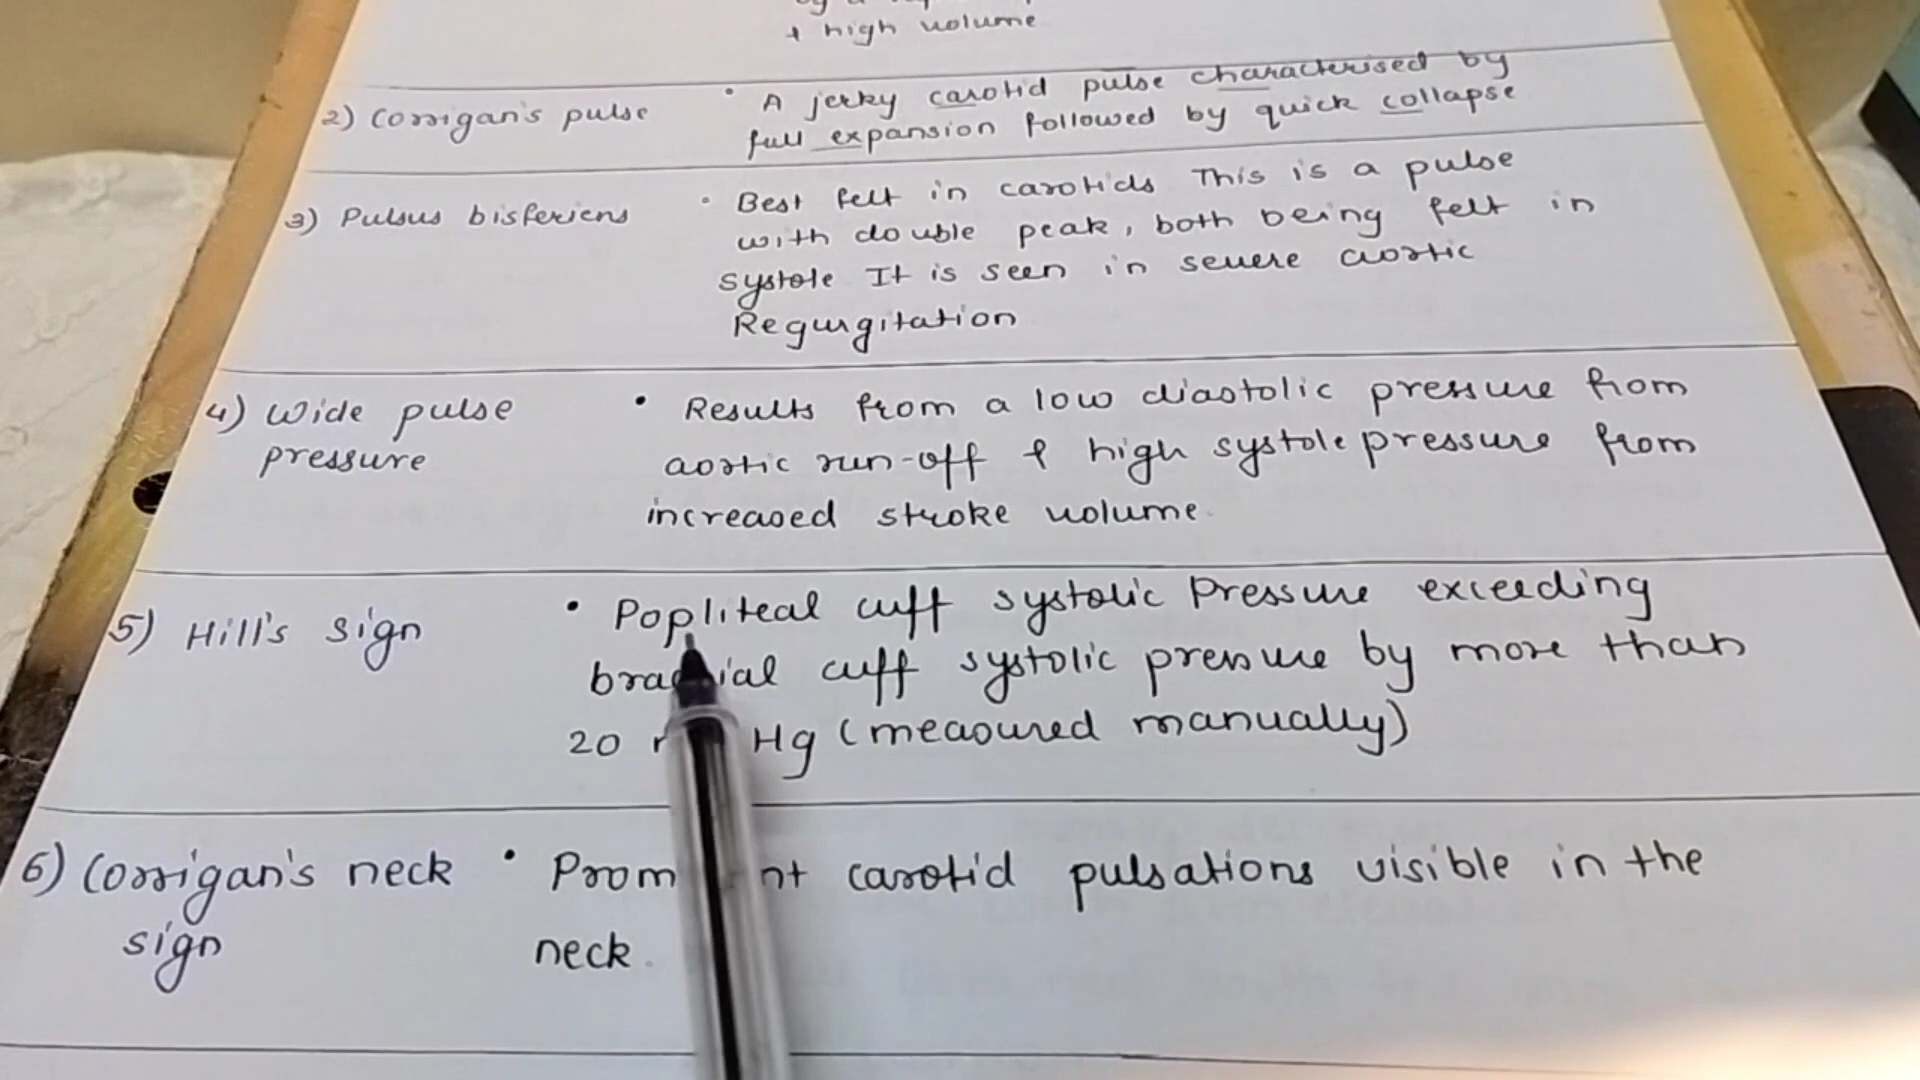 + high volume
2) Corrigan's pulse
• A jerky carotid pulse characterised by
full expansion followed by quick collapse
3) Pulsus bisferiens
• Best felt in carotids This is a pulse
with double peak, both being felt in
systole It is seen in severe aortic
Regurgitation
4) Wide pulse
pressure
• Results from a low diastolic pressure from
aortic run-off & high systole pressure from
increased stroke volume.
5) Hill's sign
• Popliteal cuff systolic Pressure exceeding
brachial cuff systolic pressure by more than
20 Hg (measured manually)
6) Corrigan's neck
sign
• Prominent carotid pulsations visible in the
neck.